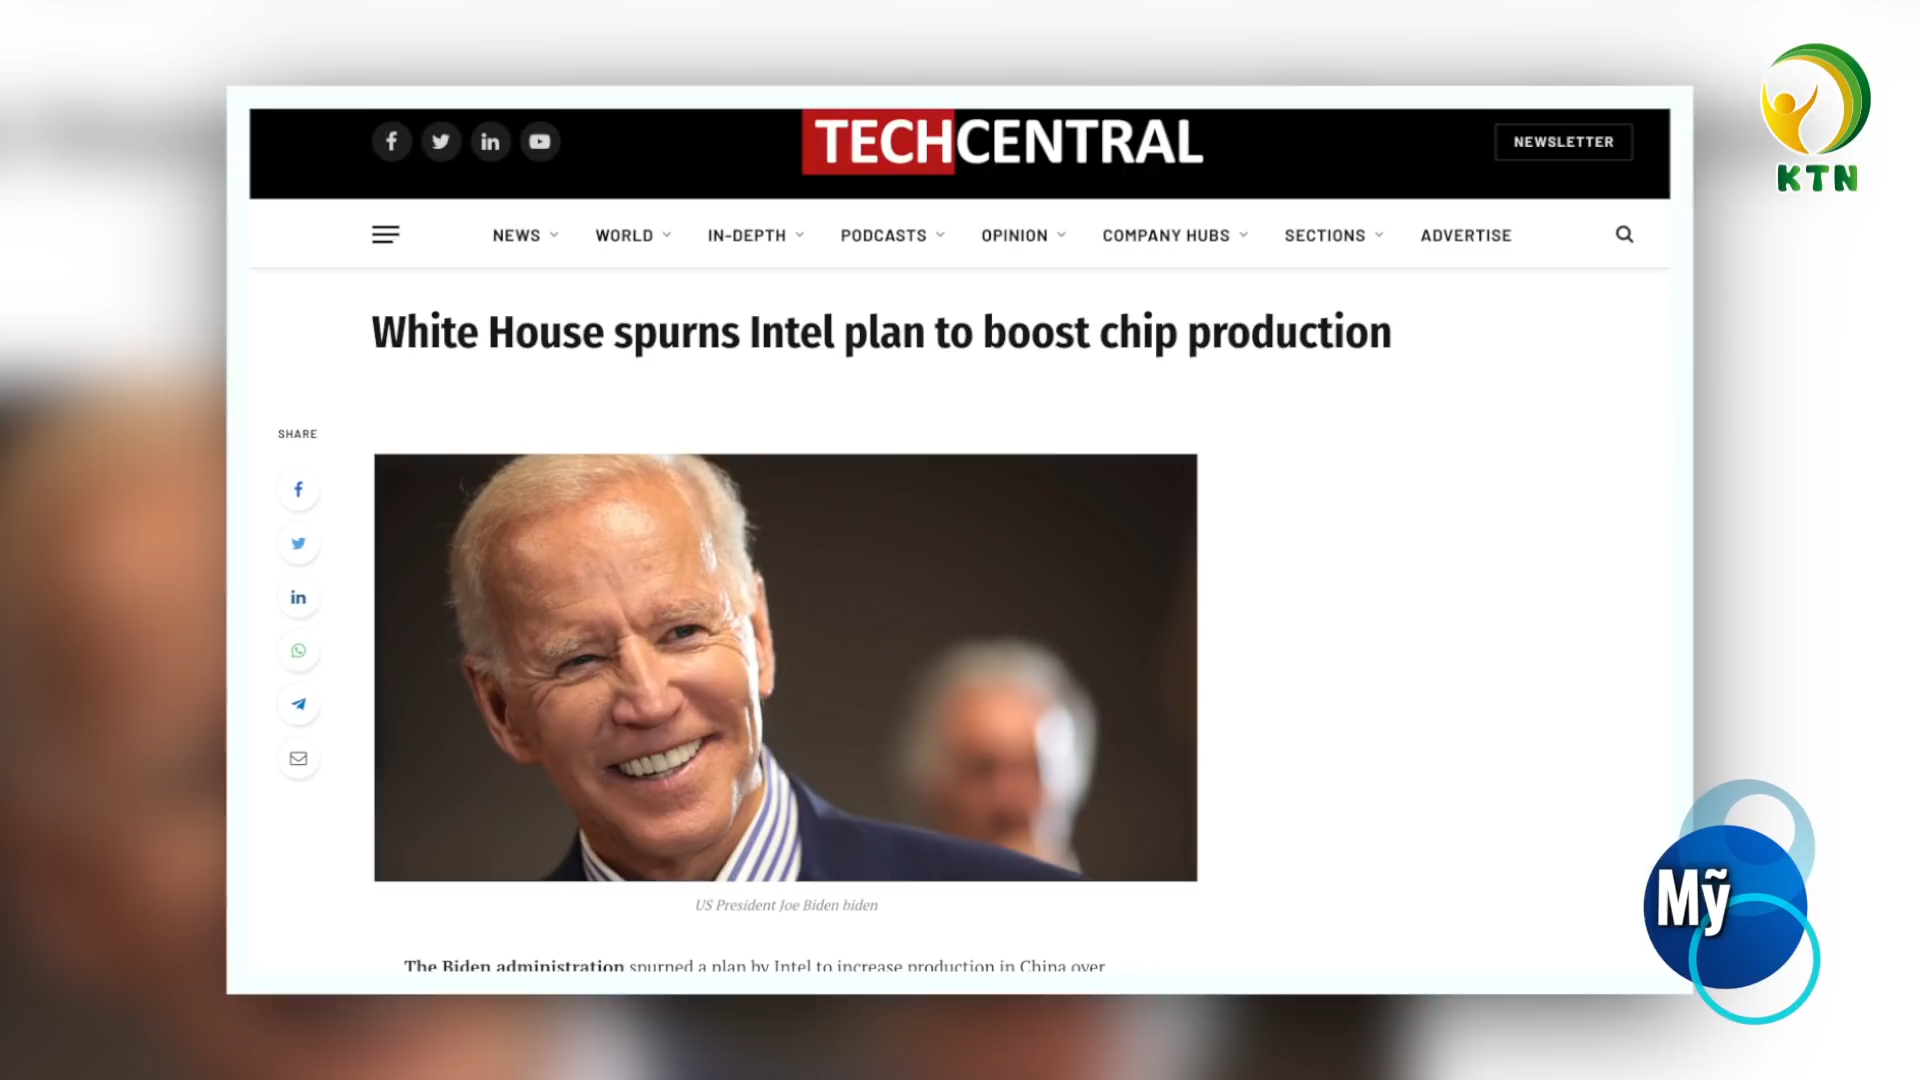 TECHCENTRAL
NEWSLETTER
KTN
NEWS WORLD IN-DEPTH PODCASTS OPINION COMPANY HUBS SECTIONS ADVERTISE
White House spurns Intel plan to boost chip production
SHARE
US President Joe Biden biden
Mỹ
The Biden administration spurned a plan by Intel to increase production in China over